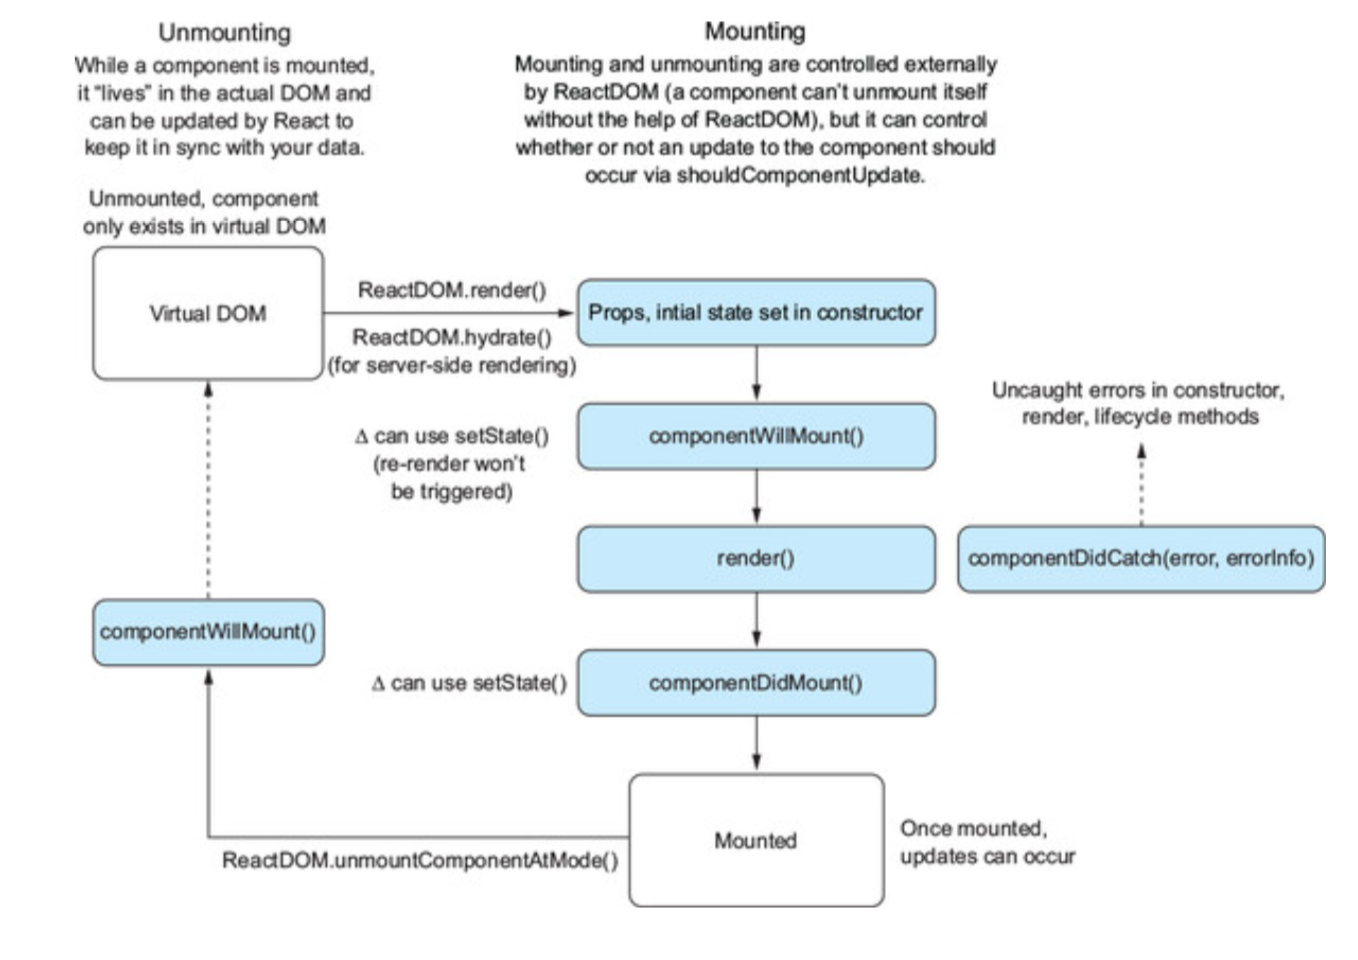 Unmounting
While a component is mounted,
it "lives" in the actual DOM and
can be updated by React to
keep it in sync with your data.
Mounting
Mounting and unmounting are controlled externally
by ReactDOM (a component can't unmount itself
without the help of ReactDOM), but it can control
whether or not an update to the component should
occur via shouldComponentUpdate.
Unmounted, component
only exists in virtual DOM
Virtual DOM
ReactDOM.render()
ReactDOM.hydrate()
(for server-side rendering)
Props, intial state set in constructor
Δ can use setState()
(re-render won't
be triggered)
componentWillMount()
Uncaught errors in constructor,
render, lifecycle methods
render()
componentDidCatch(error, errorInfo)
componentWillMount()
Δ can use setState()
componentDidMount()
Mounted
Once mounted,
updates can occur
ReactDOM.unmountComponentAtMode()